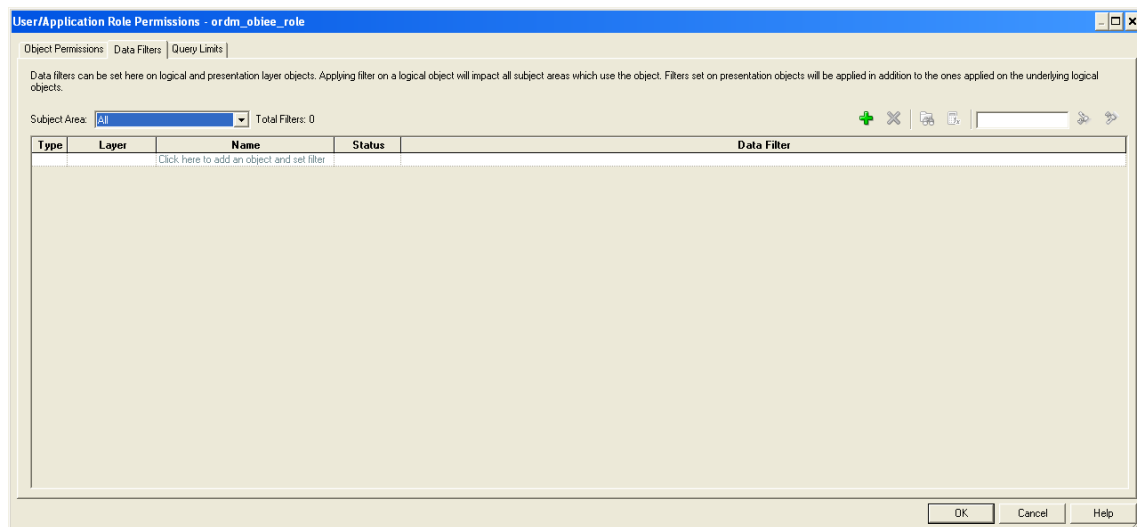 User/Application Role Permissions - ordm_obiee_role
Object Permissions Data Filters Query Limits
Data filters can be set here on logical and presentation layer objects. Applying filter on a logical object will impact all subject areas which use the object. Filters set on presentation objects will be applied in addition to the ones applied on the underlying logical
objects.
Subject Area: All Total Filters: 0
Type Layer Name Status Data Filter
Click here to add an object and set filter
OK Cancel Help